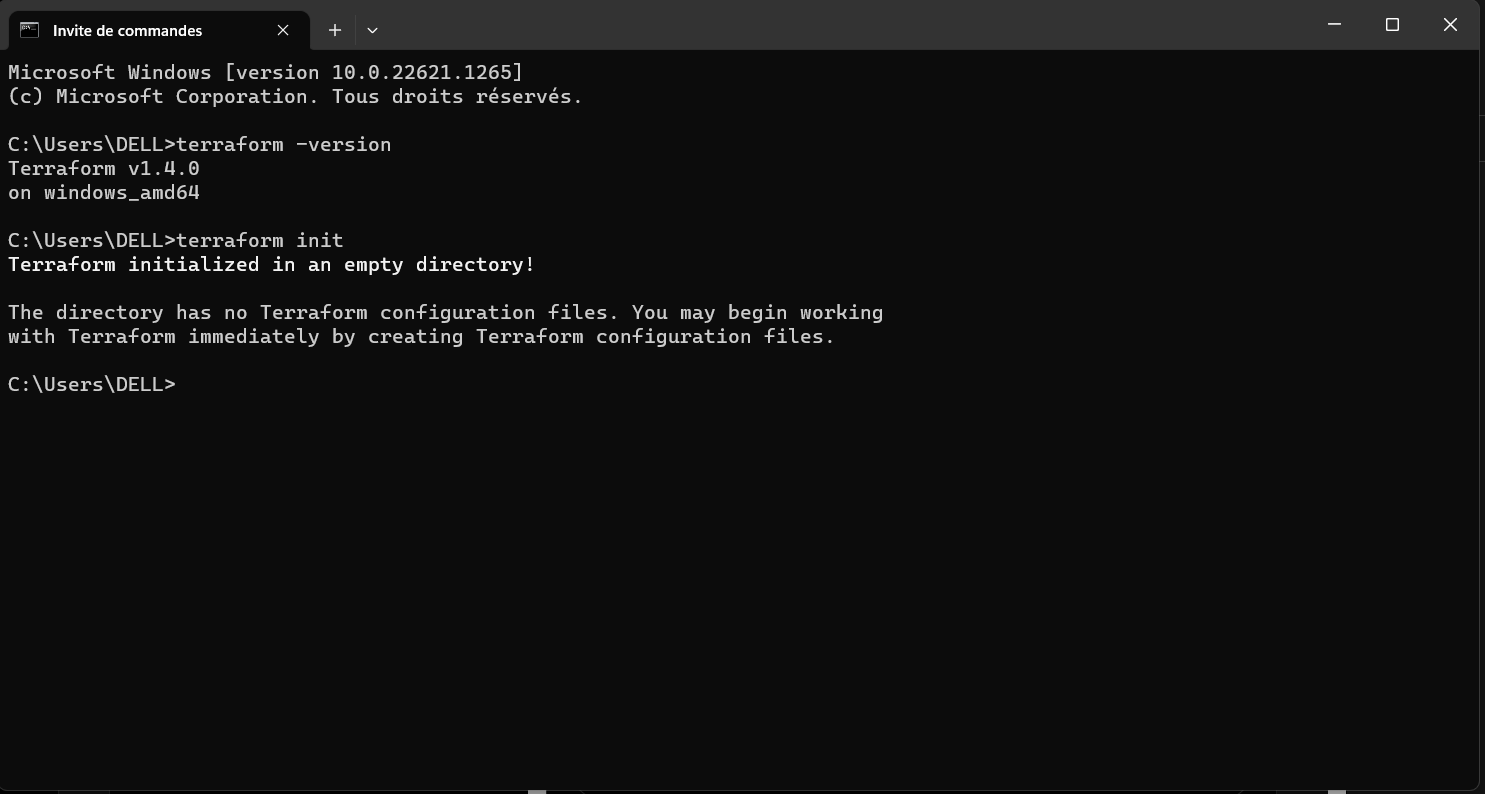 Invite de commandes
Microsoft Windows [version 10.0.22621.1265]
(c) Microsoft Corporation. Tous droits réservés.
C:\Users\DELL>terraform -version
Terraform v1.4.0
on windows_amd64
C:\Users\DELL>terraform init
Terraform initialized in an empty directory!
The directory has no Terraform configuration files. You may begin working
with Terraform immediately by creating Terraform configuration files.
C:\Users\DELL>